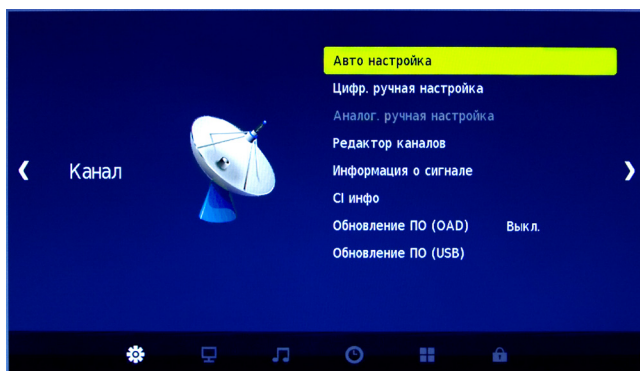 Канал
Авто настройка
Цифр. ручная настройка
Аналог. ручная настройка
Редактор каналов
Информация о сигнале
CI инфо
Обновление ПО (OAD) Выкл.
Обновление ПО (USB)